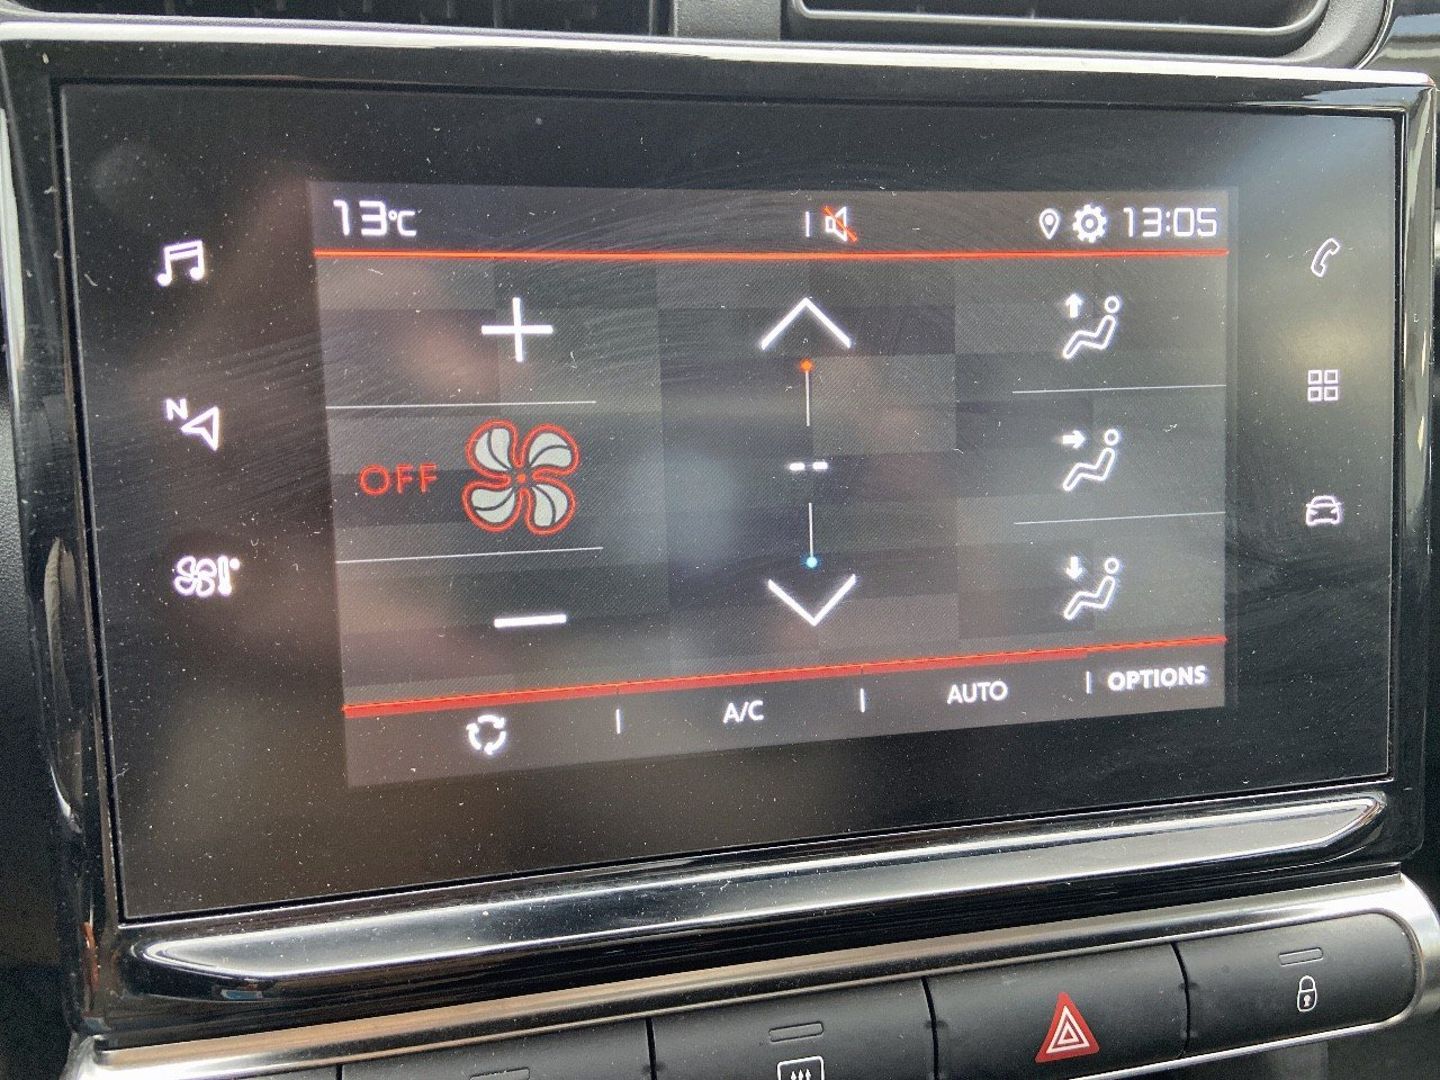 13°C
13:05
N
OFF
--
A/C
AUTO
OPTIONS